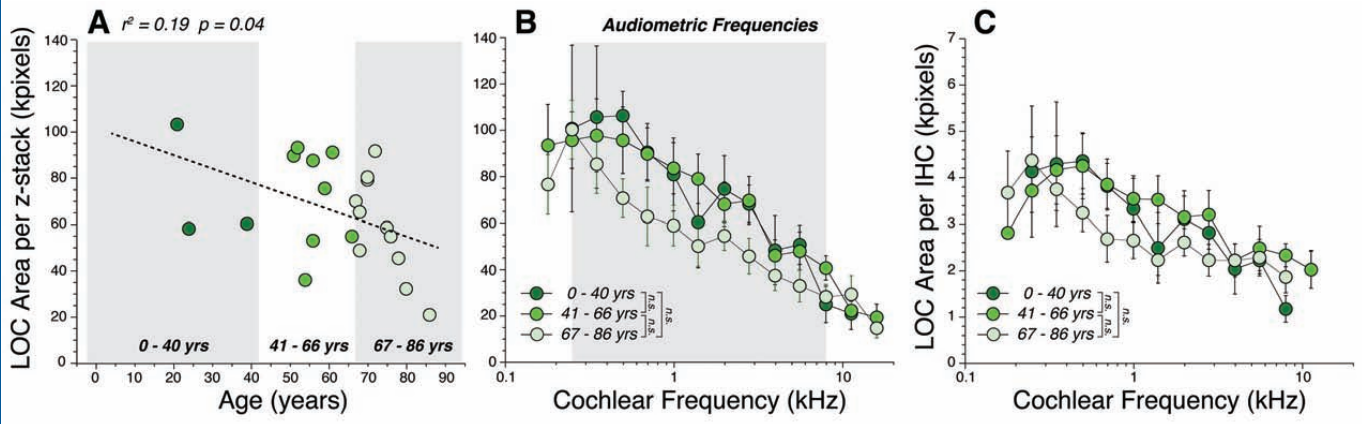 A r² = 0.19 p = 0.04
LOC Area per z-stack (kpixels)
140
120
100
80
60
40
20
0
0 - 40 yrs 41 - 66 yrs 67 - 86 yrs
0 10 20 30 40 50 60 70 80 90
Age (years)
B Audiometric Frequencies
140
120
100
80
60
40
20
0
0 - 40 yrs
41 - 66 yrs
67 - 86 yrs
n.s.
n.s.
n.s.
0.1 1 10
Cochlear Frequency (kHz)
C
LOC Area per IHC (kpixels)
7
6
5
4
3
2
1
0
0 - 40 yrs
41 - 66 yrs
67 - 86 yrs
n.s.
n.s.
n.s.
0.1 1 10
Cochlear Frequency (kHz)